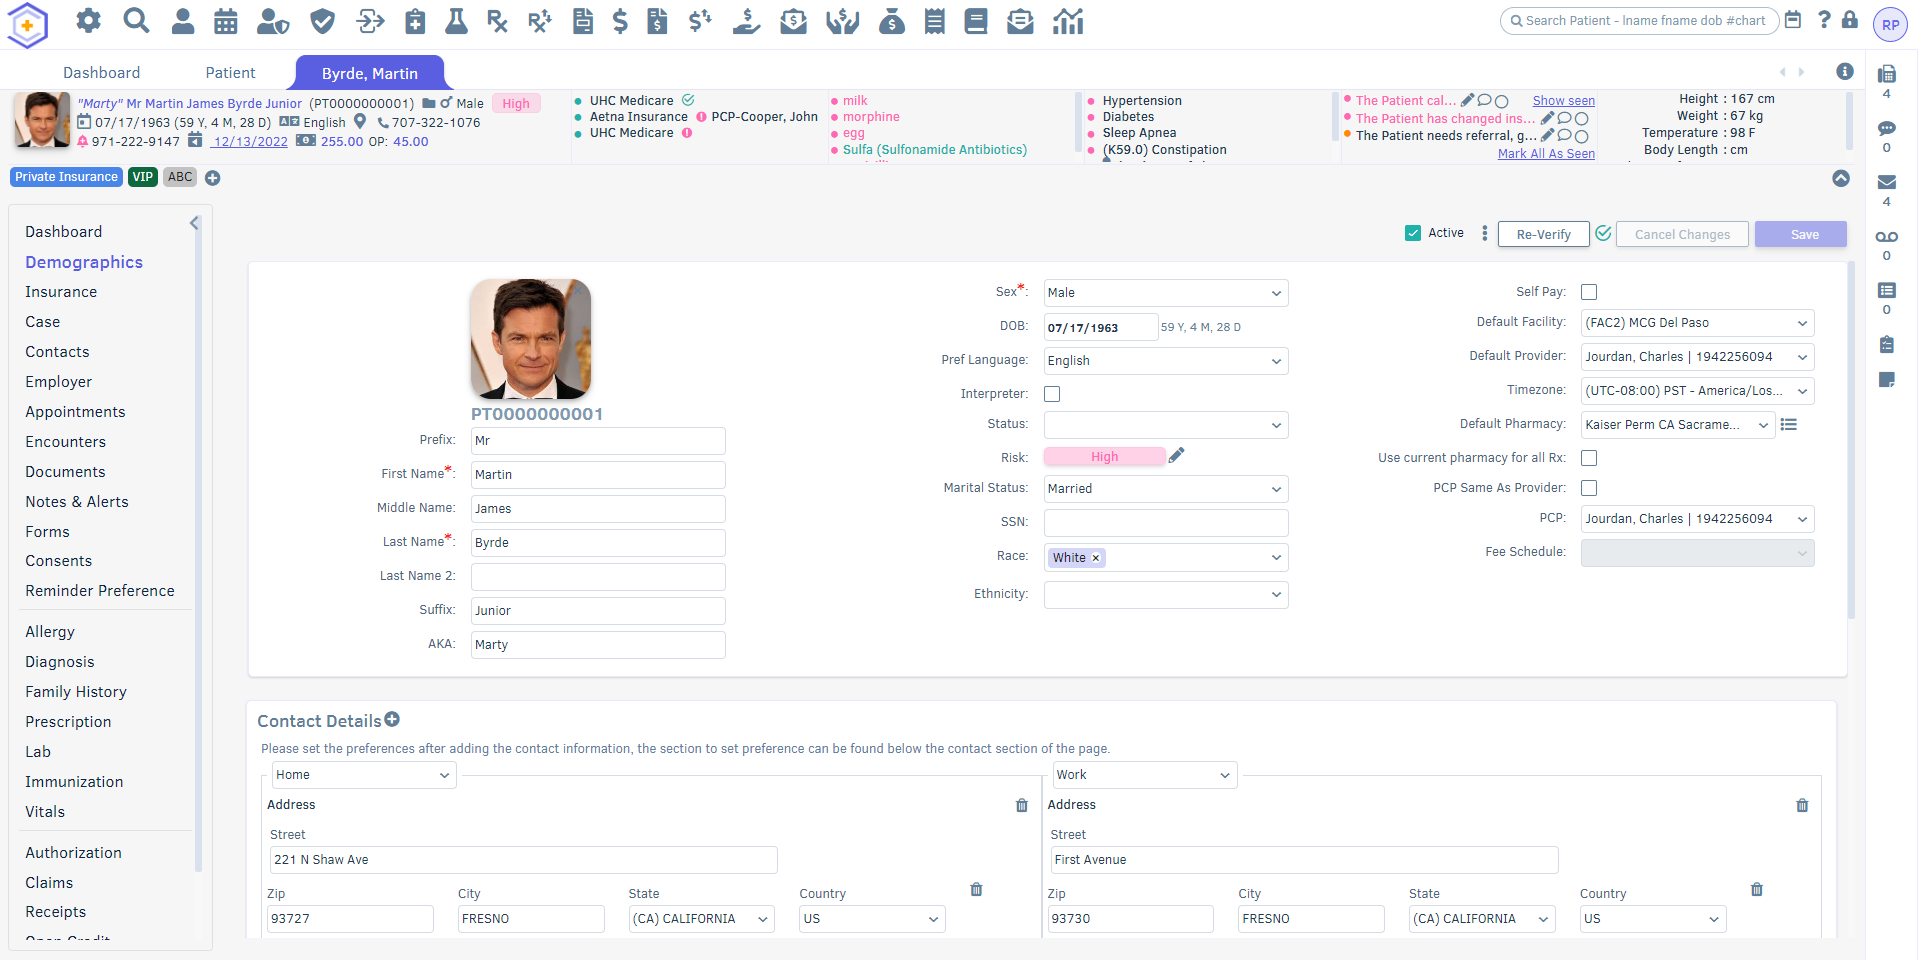 Search Patient - lname fname dob #chart
RP
Dashboard
Patient
Byrde, Martin
"Marty" Mr Martin James Byrde Junior (PT0000000001) Male High
07/17/1963 (59 Y, 4 M, 28 D) English 707-322-1076
971-222-9147 12/13/2022 255.00 OP: 45.00
UHC Medicare
Aetna Insurance PCP-Cooper, John
UHC Medicare
milk
morphine
egg
Sulfa (Sulfonamide Antibiotics)
Hypertension
Diabetes
Sleep Apnea
(K59.0) Constipation
The Patient cal... Show seen
The Patient has changed ins...
The Patient needs referral, g...
Mark All As Seen
Height : 167 cm
Weight : 67 kg
Temperature : 98 F
Body Length : cm
4
0
4
0
0
Private Insurance VIP ABC
Dashboard
Demographics
Insurance
Case
Contacts
Employer
Appointments
Encounters
Documents
Notes & Alerts
Forms
Consents
Reminder Preference
Allergy
Diagnosis
Family History
Prescription
Lab
Immunization
Vitals
Authorization
Claims
Receipts
Open Credit
Active Re-Verify Cancel Changes Save
PT0000000001
Prefix: Mr
First Name*: Martin
Middle Name: James
Last Name*: Byrde
Last Name 2:
Suffix: Junior
AKA: Marty
Sex*: Male
DOB: 07/17/1963 59 Y, 4 M, 28 D
Pref Language: English
Interpreter:
Status:
Risk: High
Marital Status: Married
SSN:
Race: White ×
Ethnicity:
Self Pay:
Default Facility: (FAC2) MCG Del Paso
Default Provider: Jourdan, Charles | 1942256094
Timezone: (UTC-08:00) PST - America/Los...
Default Pharmacy: Kaiser Perm CA Sacrame...
Use current pharmacy for all Rx:
PCP Same As Provider:
PCP: Jourdan, Charles | 1942256094
Fee Schedule:
Contact Details
Please set the preferences after adding the contact information, the section to set preference can be found below the contact section of the page.
Home
Address
Street
221 N Shaw Ave
Zip City State Country
93727 FRESNO (CA) CALIFORNIA US
Work
Address
Street
First Avenue
Zip City State Country
93730 FRESNO (CA) CALIFORNIA US